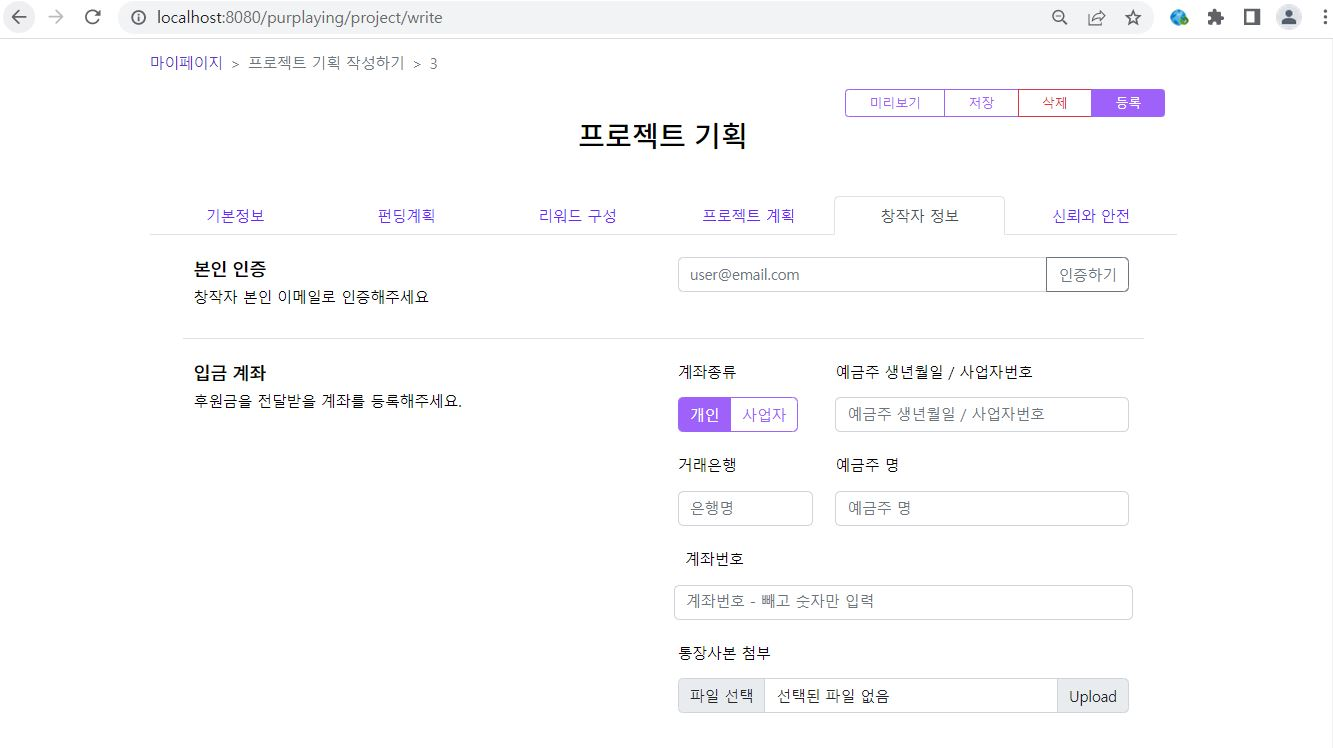 localhost:8080/purplaying/project/write
마이페이지 > 프로젝트 기획 작성하기 > 3
미리보기 저장 삭제 등록
프로젝트 기획
기본정보 펀딩계획 리워드 구성 프로젝트 계획 창작자 정보 신뢰와 안전
본인 인증
창작자 본인 이메일로 인증해주세요
user@email.com 인증하기
입금 계좌
후원금을 전달받을 계좌를 등록해주세요.
계좌종류 예금주 생년월일 / 사업자번호
개인 사업자 예금주 생년월일 / 사업자번호
거래은행 예금주 명
은행명 예금주 명
계좌번호
계좌번호 - 빼고 숫자만 입력
통장사본 첨부
파일 선택 선택된 파일 없음 Upload